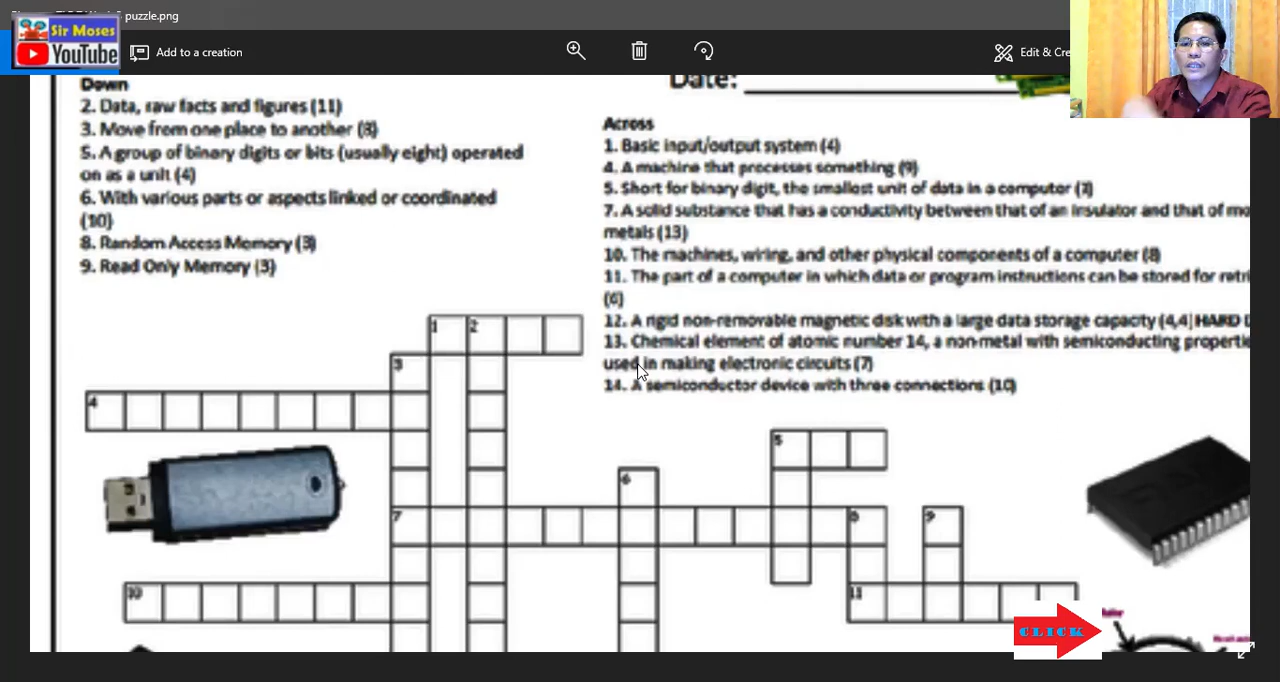 puzzle.png
Sir Moses
YouTube
Add to a creation
Edit & Cre
Date:
Down
2. Data, raw facts and figures (11)
3. Move from one place to another (8)
5. A group of binary digits or bits (usually eight) operated
on as a unit (4)
6. With various parts or aspects linked or coordinated
(10)
8. Random Access Memory (3)
9. Read Only Memory (3)
Across
1. Basic input/output system (4)
4. A machine that processes something (9)
5. Short for binary digit, the smallest unit of data in a computer (3)
7. A solid substance that has a conductivity between that of an insulator and that of mo
metals (13)
10. The machines, wiring, and other physical components of a computer (8)
11. The part of a computer in which data or program instructions can be stored for retri
(6)
12. A rigid non-removable magnetic disk with a large data storage capacity (4,4) HARD D
13. Chemical element of atomic number 14, a non-metal with semiconducting properti
used in making electronic circuits (7)
14. A semiconductor device with three connections (10)
1 2
3
4
5
6
7 8 9
10 11
CLICK